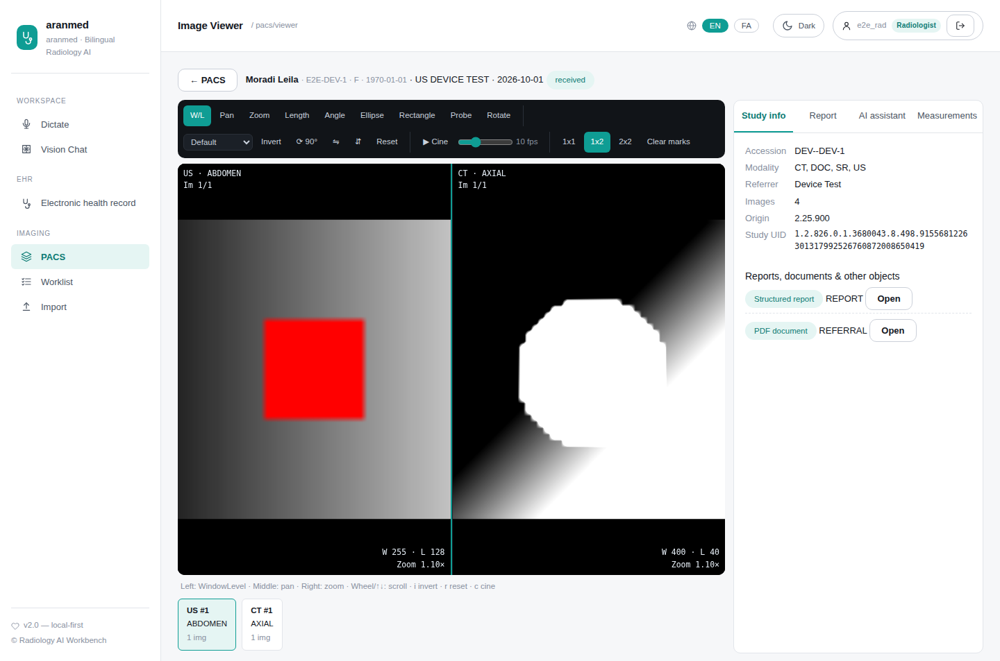 aranmed
aranmed · Bilingual
Radiology AI
WORKSPACE
Dictate
Vision Chat
EHR
Electronic health record
IMAGING
PACS
Worklist
Import
v2.0 — local-first
© Radiology AI Workbench
Image Viewer / pacs/viewer
EN FA Dark e2e_rad Radiologist
← PACS Moradi Leila · E2E-DEV-1 · F · 1970-01-01 · US DEVICE TEST · 2026-10-01 received
W/L Pan Zoom Length Angle Ellipse Rectangle Probe Rotate
Default Invert ⟳ 90° ⇋ ⇵ Reset ▶ Cine 10 fps 1x1 1x2 2x2 Clear marks
US · ABDOMEN
Im 1/1
W 255 · L 128
Zoom 1.10×
CT · AXIAL
Im 1/1
W 400 · L 40
Zoom 1.10×
Left: WindowLevel · Middle: pan · Right: zoom · Wheel/↑↓: scroll · i invert · r reset · c cine
US #1
ABDOMEN
1 img
CT #1
AXIAL
1 img
Study info Report AI assistant Measurements
Accession DEV--DEV-1
Modality CT, DOC, SR, US
Referrer Device Test
Images 4
Origin 2.25.900
Study UID 1.2.826.0.1.3680043.8.498.9155681226
301317992526760872008650419
Reports, documents & other objects
Structured report REPORT Open
PDF document REFERRAL Open